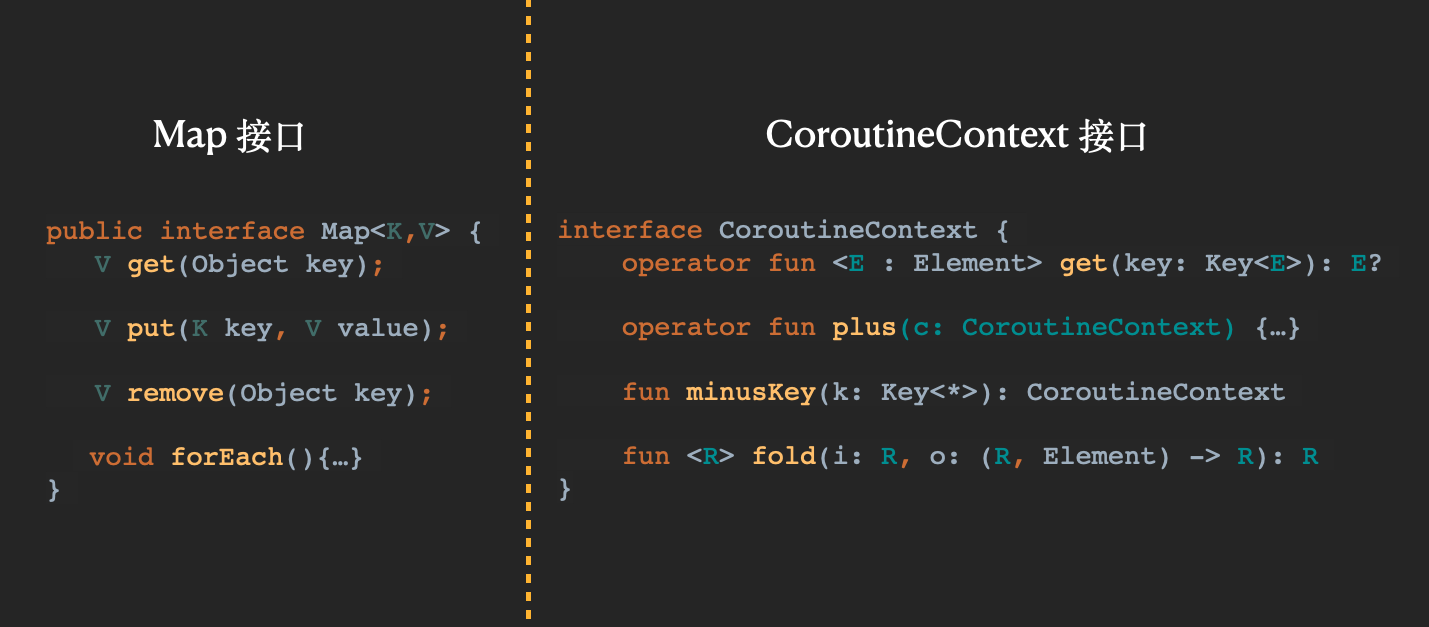 Map 接口
public interface Map<K,V> {
V get(Object key);
V put(K key, V value);
V remove(Object key);
void forEach(){…}
}
CoroutineContext 接口
interface CoroutineContext {
operator fun <E : Element> get(key: Key<E>): E?
operator fun plus(c: CoroutineContext) {…}
fun minusKey(k: Key<*>): CoroutineContext
fun <R> fold(i: R, o: (R, Element) -> R): R
}